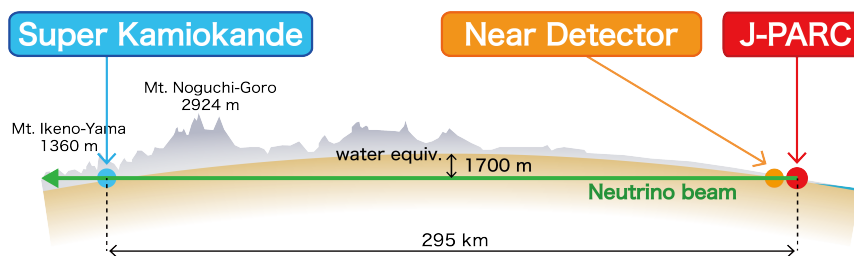 Super Kamiokande
Near Detector
J-PARC
Mt. Noguchi-Goro
2924 m
Mt. Ikeno-Yama
1360 m
water equiv.
1700 m
Neutrino beam
295 km